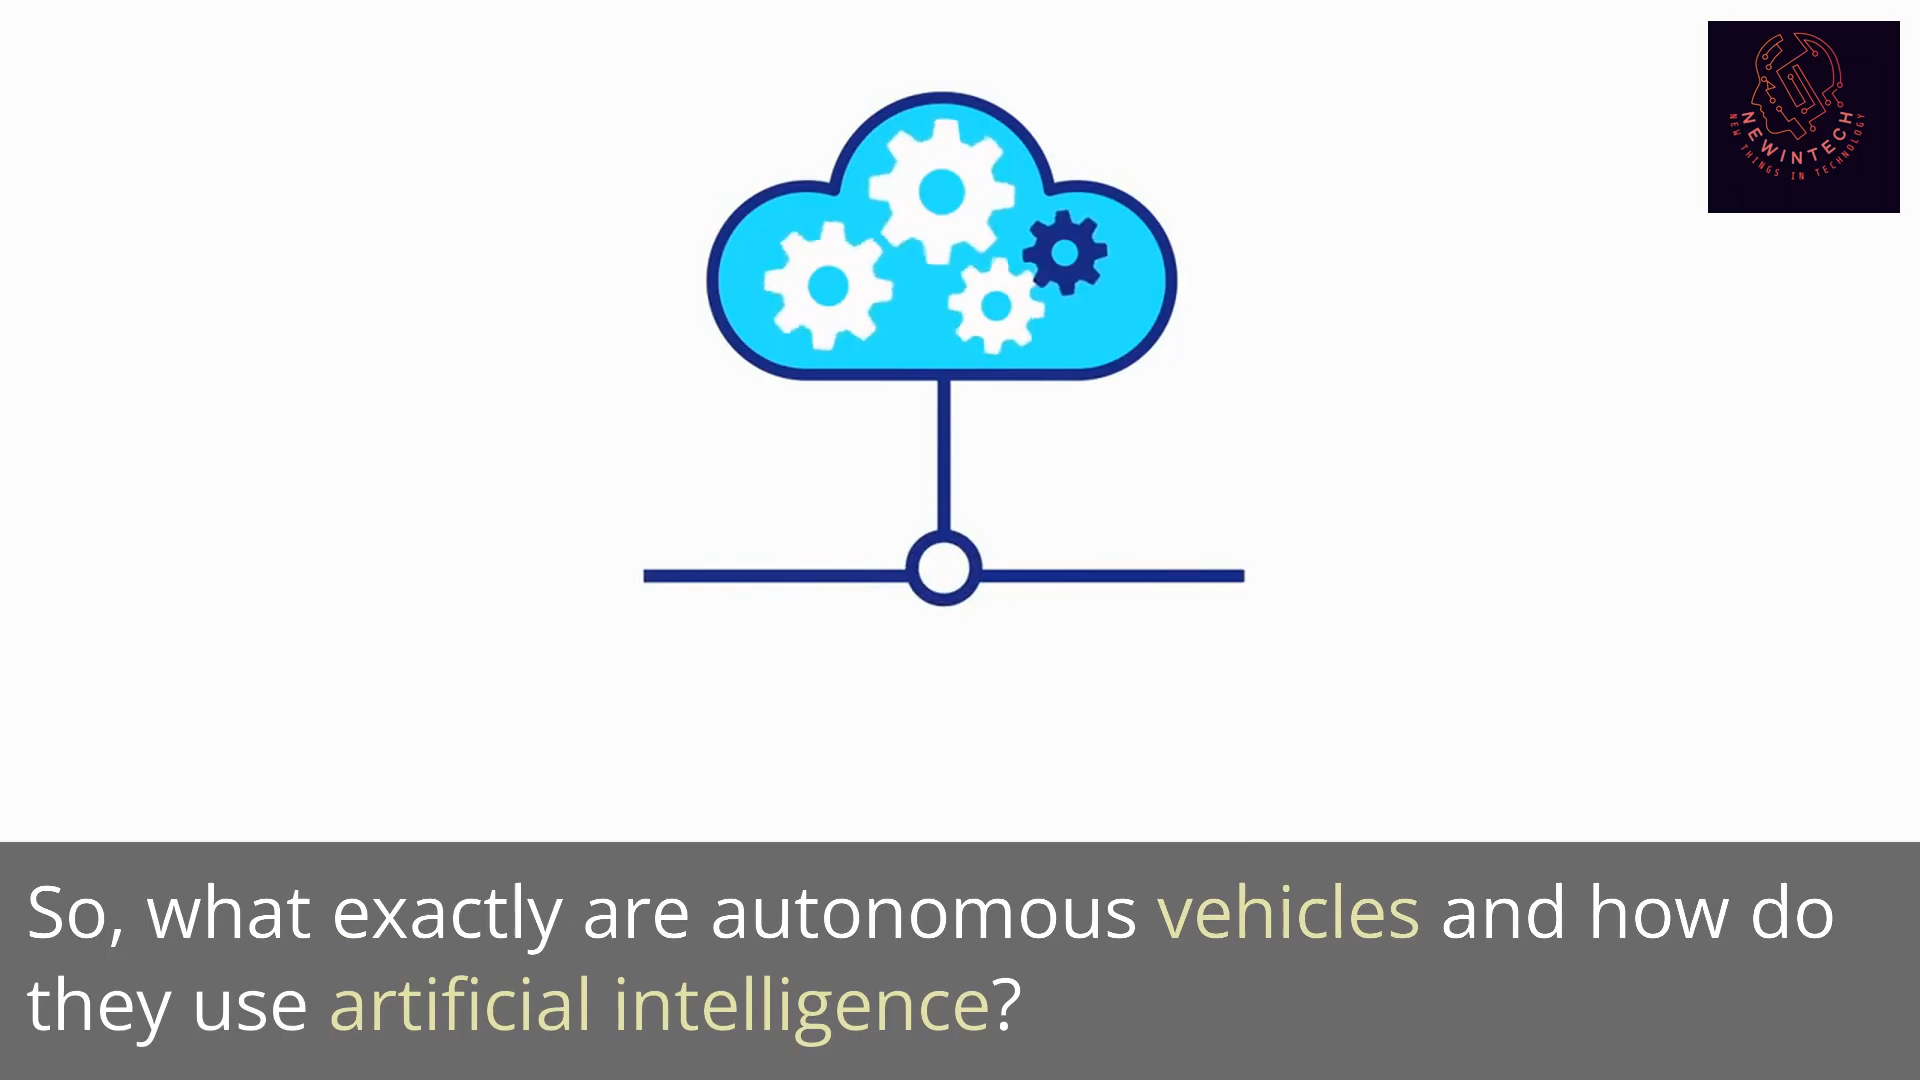 NEWINTECH
NEW THINGS IN TECHNOLOGY
So, what exactly are autonomous vehicles and how do
they use artificial intelligence?